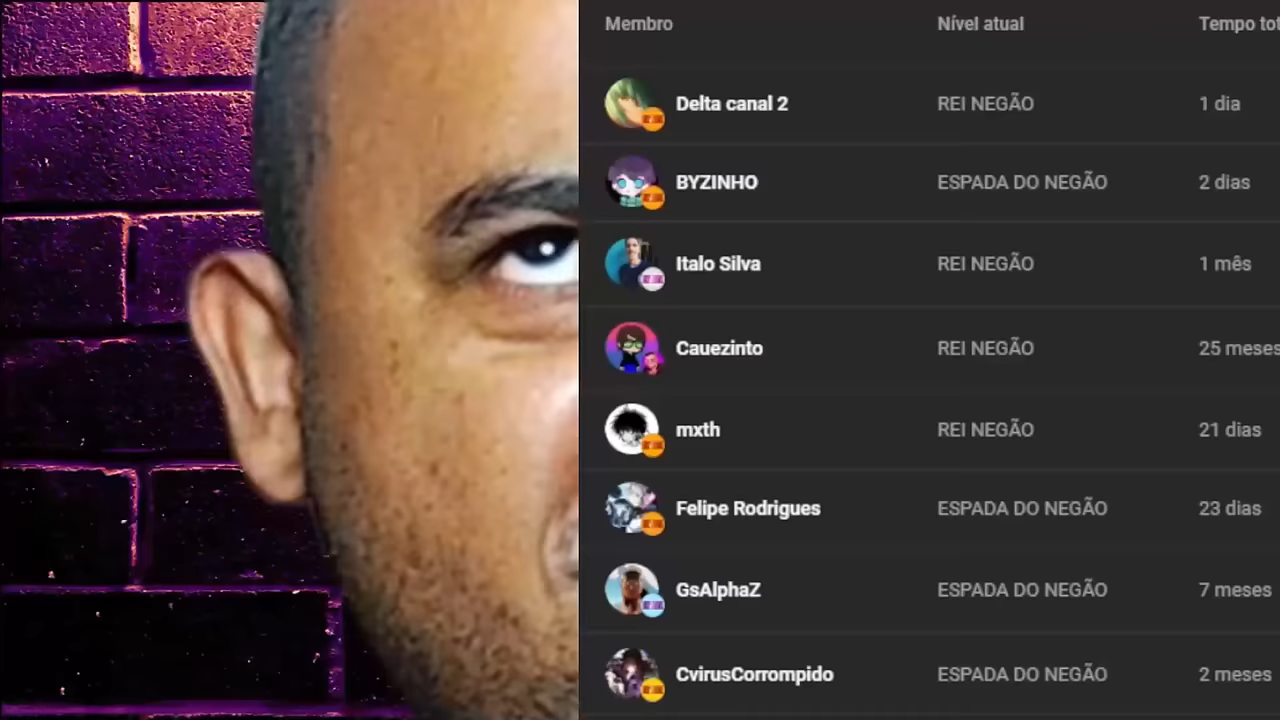 Membro Nível atual Tempo tot
Delta canal 2 REI NEGÃO 1 dia
BYZINHO ESPADA DO NEGÃO 2 dias
Italo Silva REI NEGÃO 1 mês
Cauezinto REI NEGÃO 25 meses
mxth REI NEGÃO 21 dias
Felipe Rodrigues ESPADA DO NEGÃO 23 dias
GsAlphaZ ESPADA DO NEGÃO 7 meses
CvirusCorrompido ESPADA DO NEGÃO 2 meses